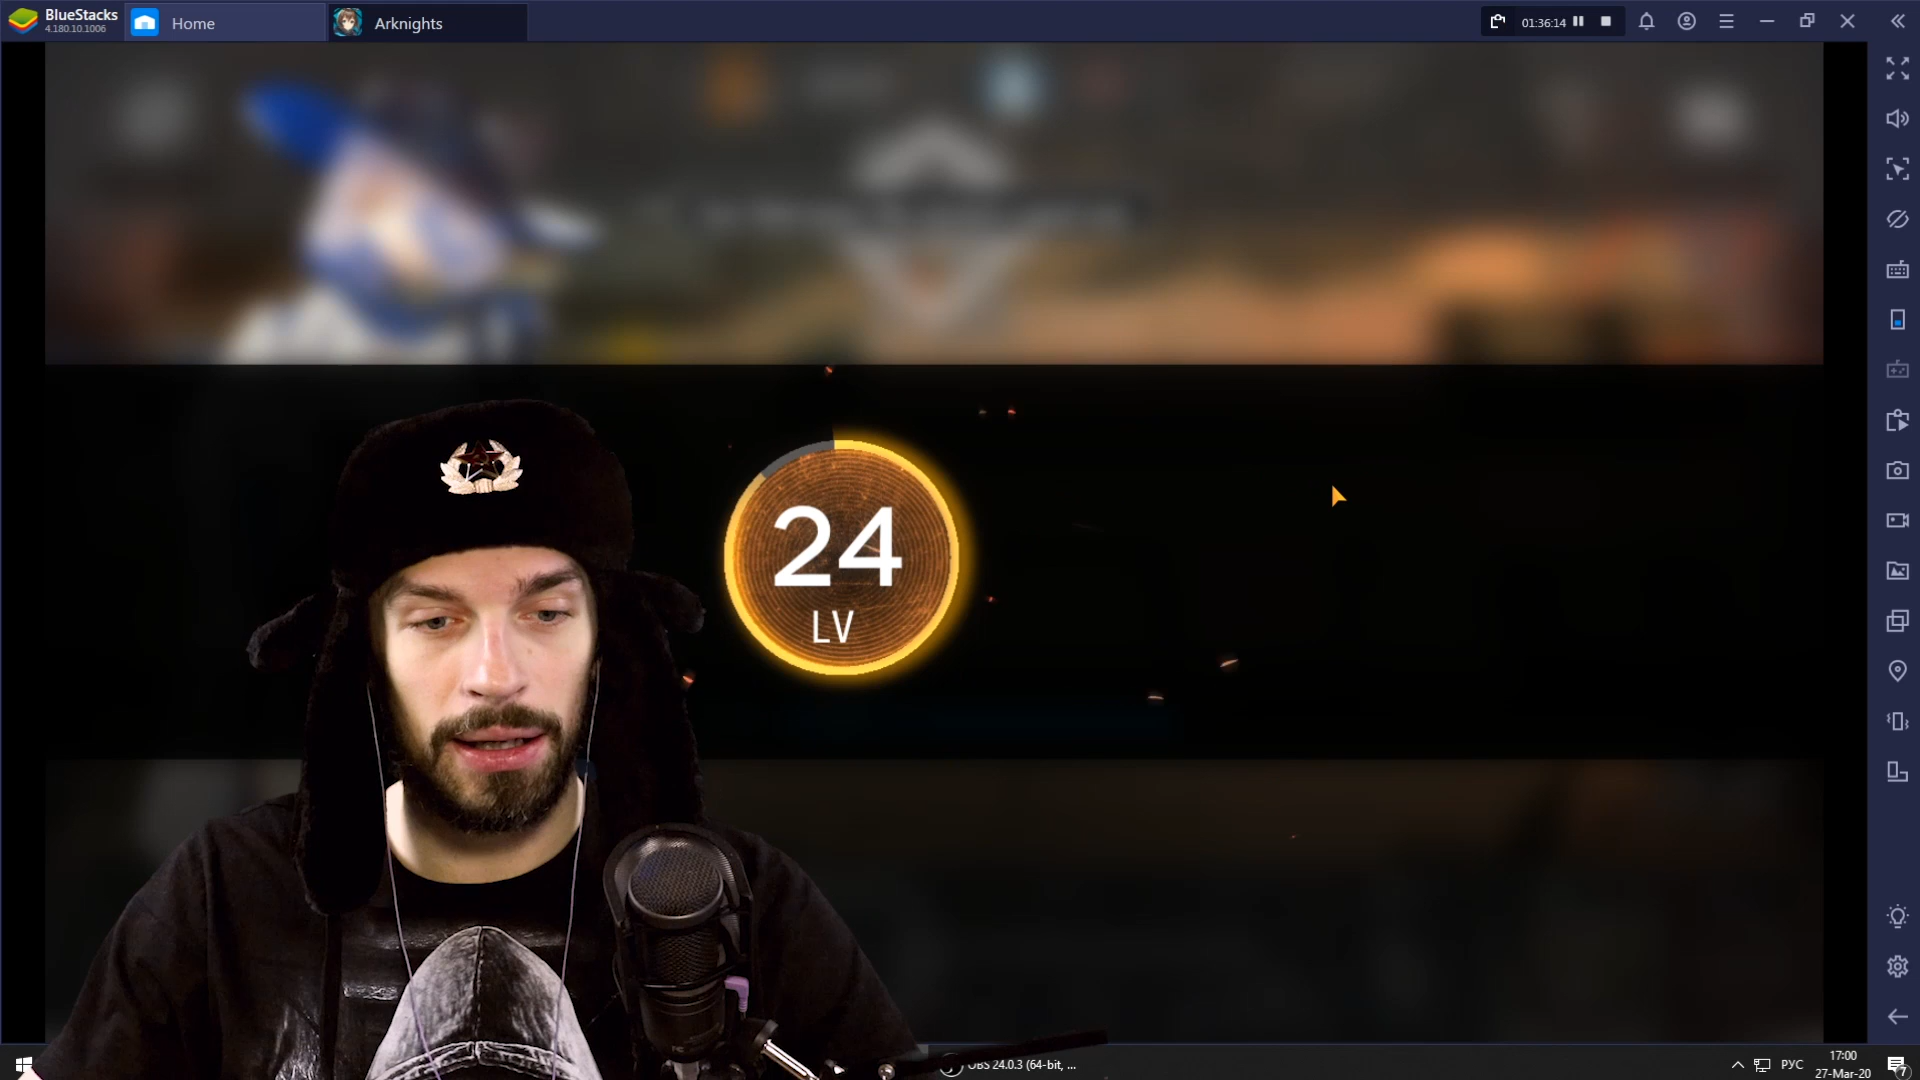 BlueStacks
4.180.10.1006
Home
Arknights
01:36:14
24
LV
OBS 24.0.3 (64-bit, ...
РУС
17:00
27-Mar-20
7